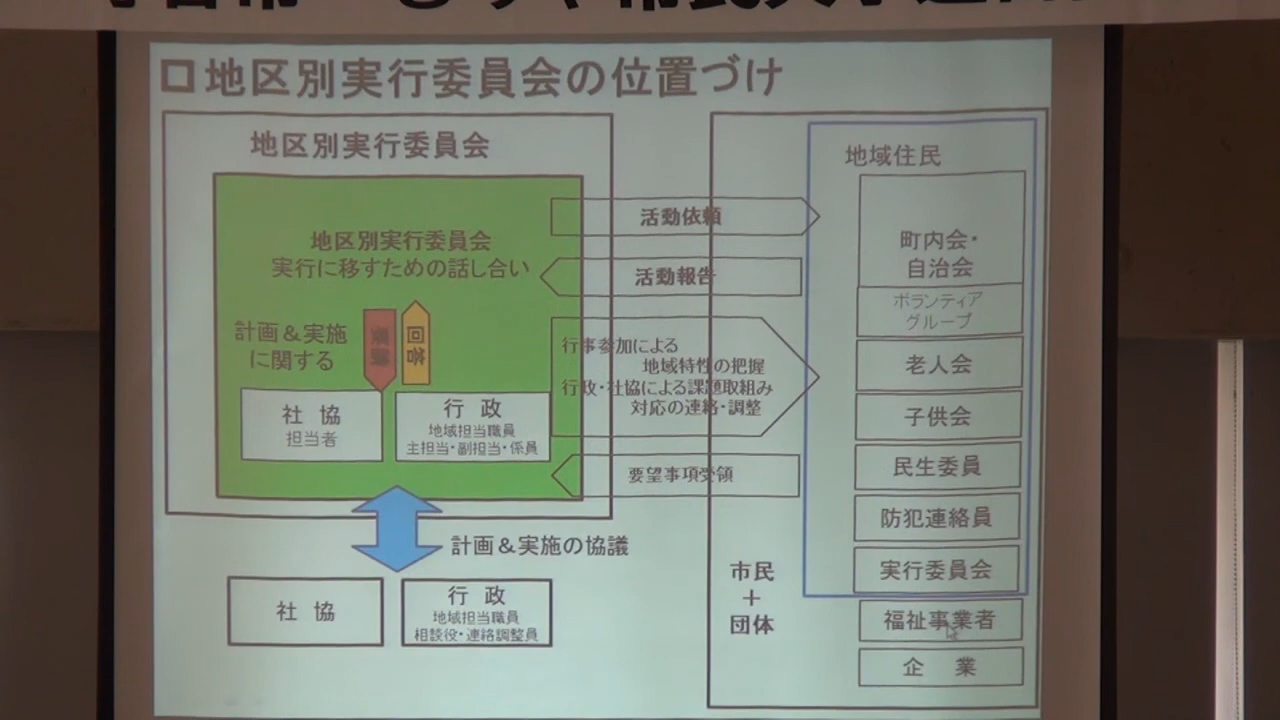 □地区別実行委員会の位置づけ
地区別実行委員会
地区別実行委員会
実行に移すための話し合い
計画＆実施
に関する
回答
社 協
担当者
行 政
地域担当職員
主担当・副担当・係員
計画＆実施の協議
社 協
行 政
地域担当職員
相談役・連絡調整員
活動依頼
活動報告
行事参加による
地域特性の把握
行政・社協による課題取組み
対応の連絡・調整
要望事項受領
市民
＋
団体
地域住民
町内会・
自治会
ボランティア
グループ
老人会
子供会
民生委員
防犯連絡員
実行委員会
福祉事業者
企 業